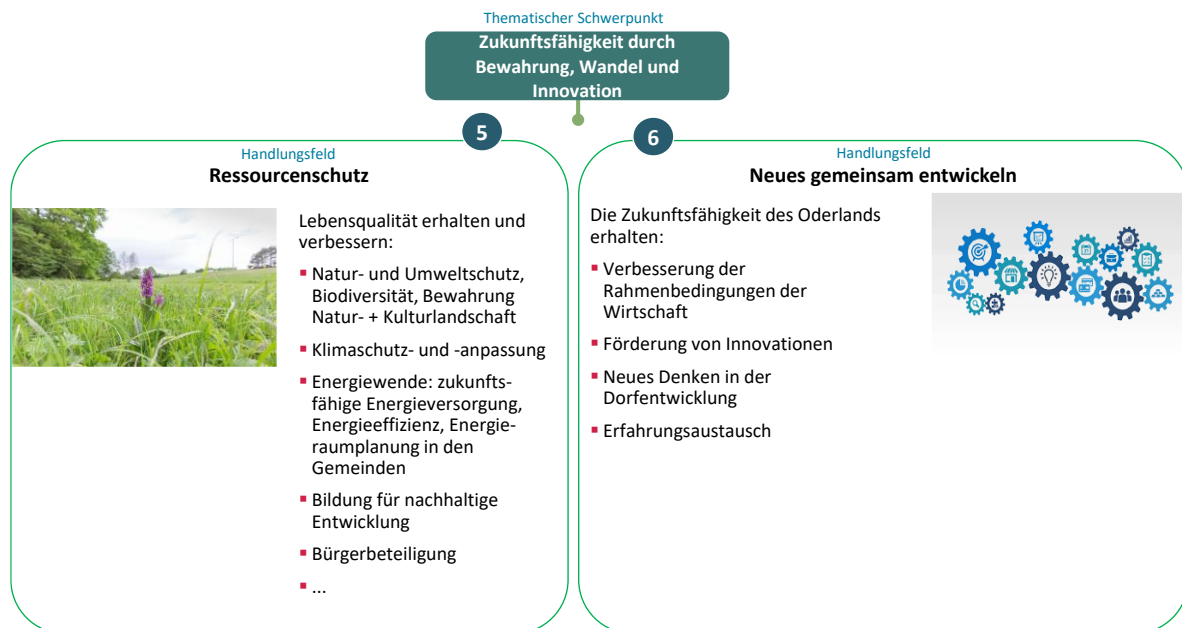 Thematischer Schwerpunkt
Zukunftsfähigkeit durch
Bewahrung, Wandel und
Innovation
5
Handlungsfeld
Ressourcenschutz
Lebensqualität erhalten und
verbessern:
▪ Natur- und Umweltschutz,
Biodiversität, Bewahrung
Natur- + Kulturlandschaft
▪ Klimaschutz- und -anpassung
▪ Energiewende: zukunfts-
fähige Energieversorgung,
Energieeffizienz, Energie-
raumplanung in den
Gemeinden
▪ Bildung für nachhaltige
Entwicklung
▪ Bürgerbeteiligung
▪ ...
6
Handlungsfeld
Neues gemeinsam entwickeln
Die Zukunftsfähigkeit des Oderlands
erhalten:
▪ Verbesserung der
Rahmenbedingungen der
Wirtschaft
▪ Förderung von Innovationen
▪ Neues Denken in der
Dorfentwicklung
▪ Erfahrungsaustausch